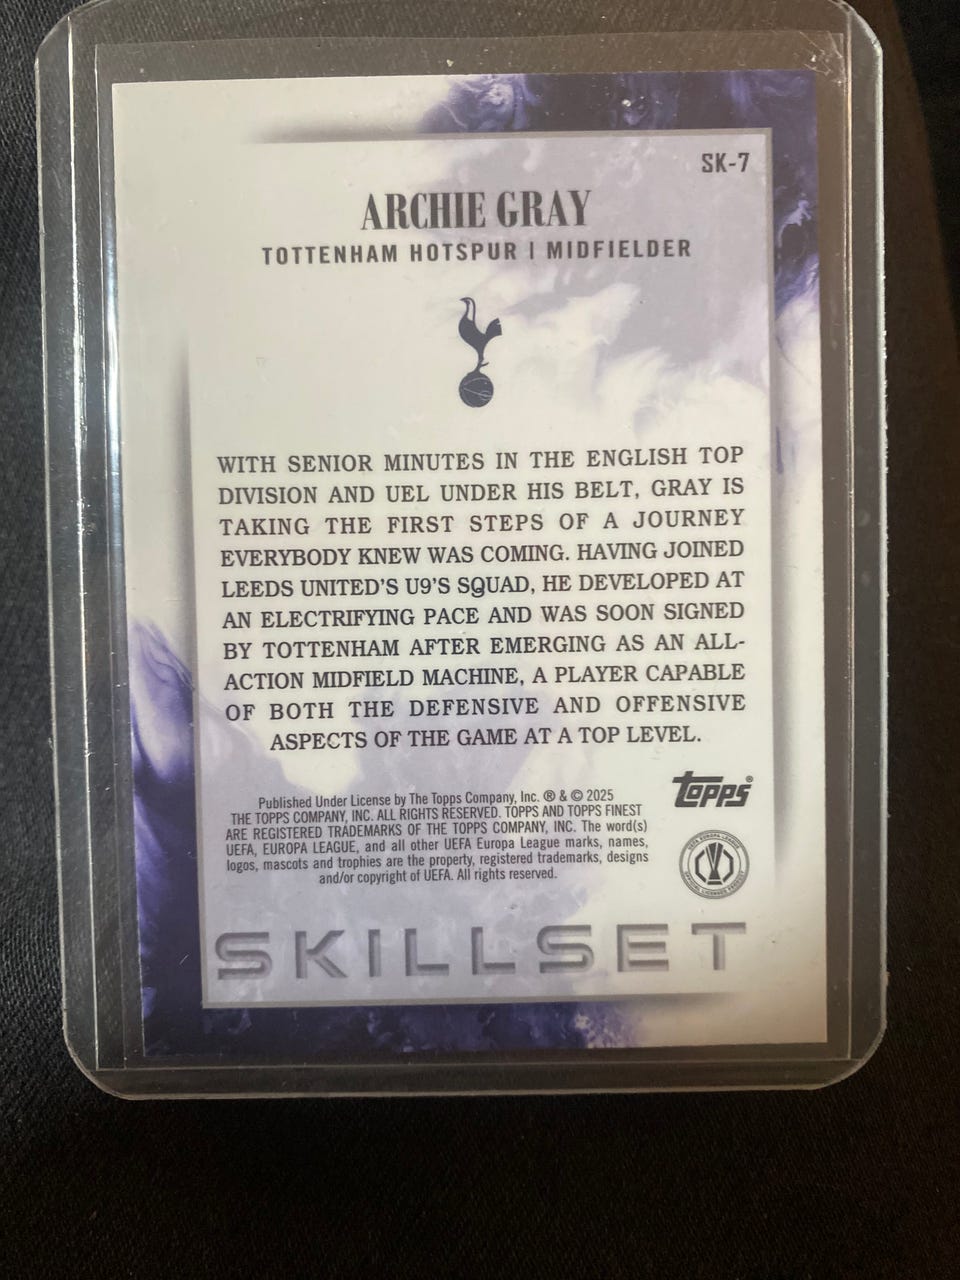 SK-7
ARCHIE GRAY
TOTTENHAM HOTSPUR | MIDFIELDER
WITH SENIOR MINUTES IN THE ENGLISH TOP
DIVISION AND UEL UNDER HIS BELT, GRAY IS
TAKING THE FIRST STEPS OF A JOURNEY
EVERYBODY KNEW WAS COMING. HAVING JOINED
LEEDS UNITED'S U9'S SQUAD, HE DEVELOPED AT
AN ELECTRIFYING PACE AND WAS SOON SIGNED
BY TOTTENHAM AFTER EMERGING AS AN ALL-
ACTION MIDFIELD MACHINE, A PLAYER CAPABLE
OF BOTH THE DEFENSIVE AND OFFENSIVE
ASPECTS OF THE GAME AT A TOP LEVEL.
Published Under License by The Topps Company, Inc. ® & © 2025
THE TOPPS COMPANY, INC. ALL RIGHTS RESERVED. TOPPS AND TOPPS FINEST
ARE REGISTERED TRADEMARKS OF THE TOPPS COMPANY, INC. The word(s)
UEFA, EUROPA LEAGUE, and all other UEFA Europa League marks, names,
logos, mascots and trophies are the property, registered trademarks, designs
and/or copyright of UEFA. All rights reserved.
Topps®
UEFA EUROPA LEAGUE
OFFICIAL LICENSED PRODUCT
SKILLSET